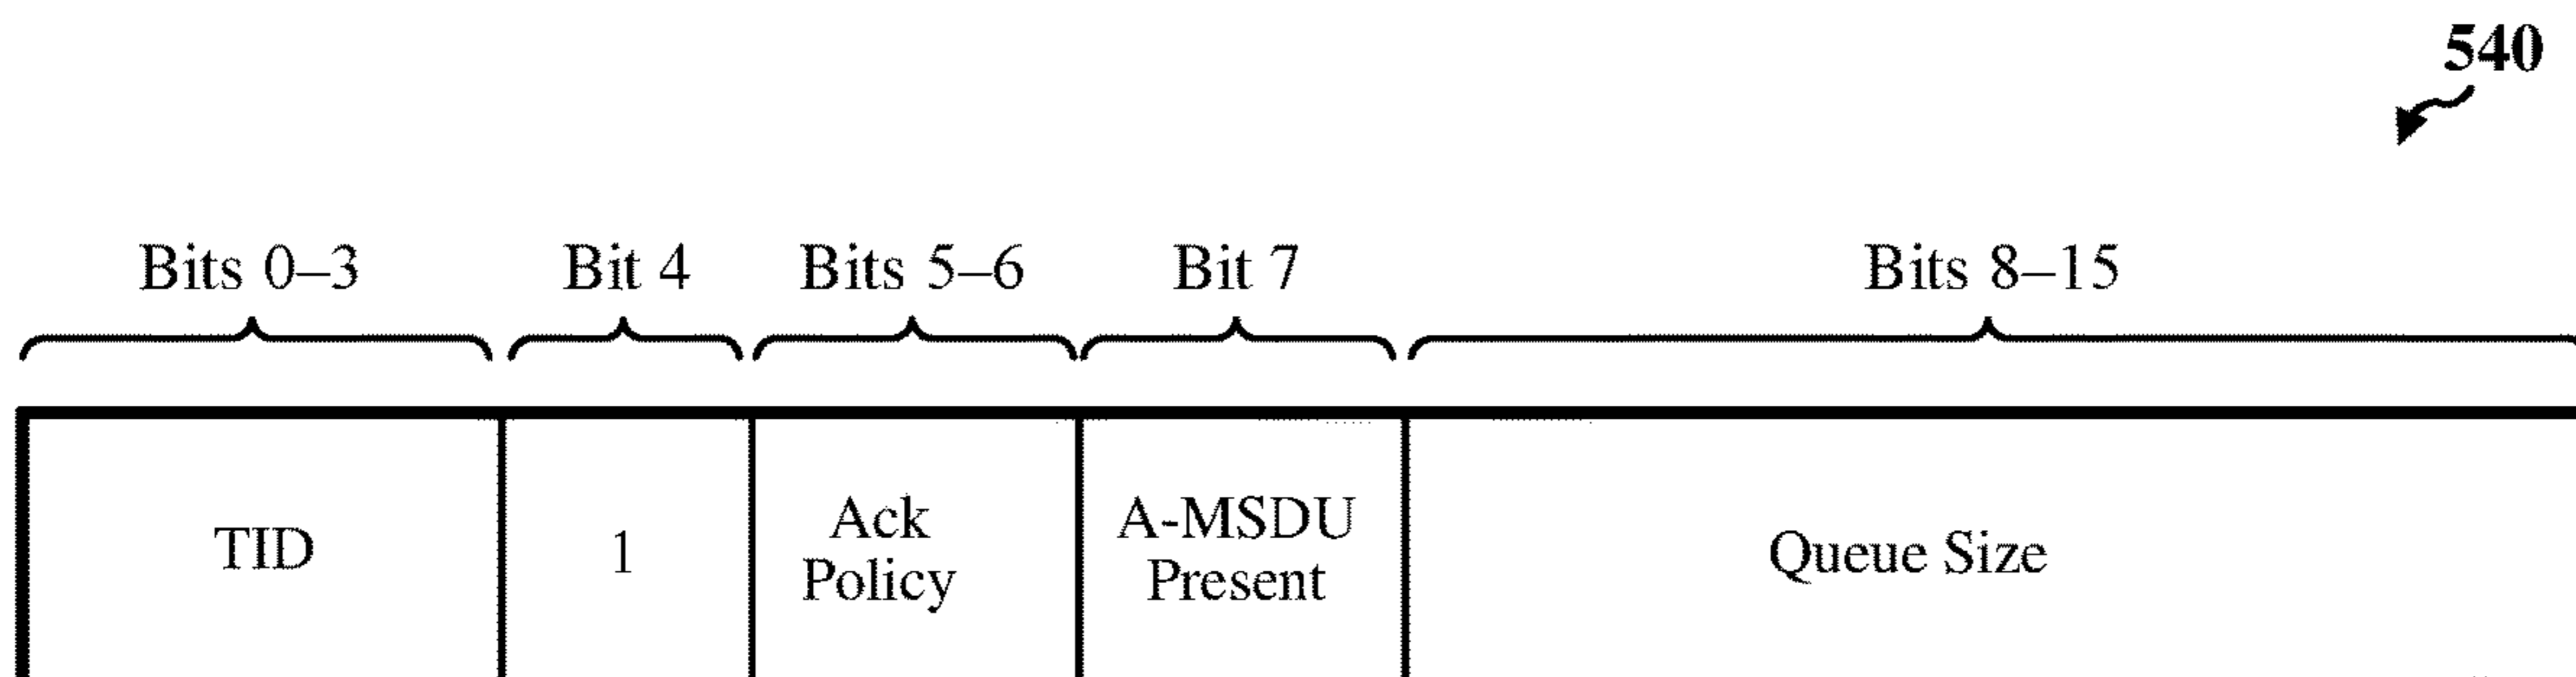 540
Bits 0–3 Bit 4 Bits 5–6 Bit 7 Bits 8–15
TID 1 Ack Policy A-MSDU Present Queue Size